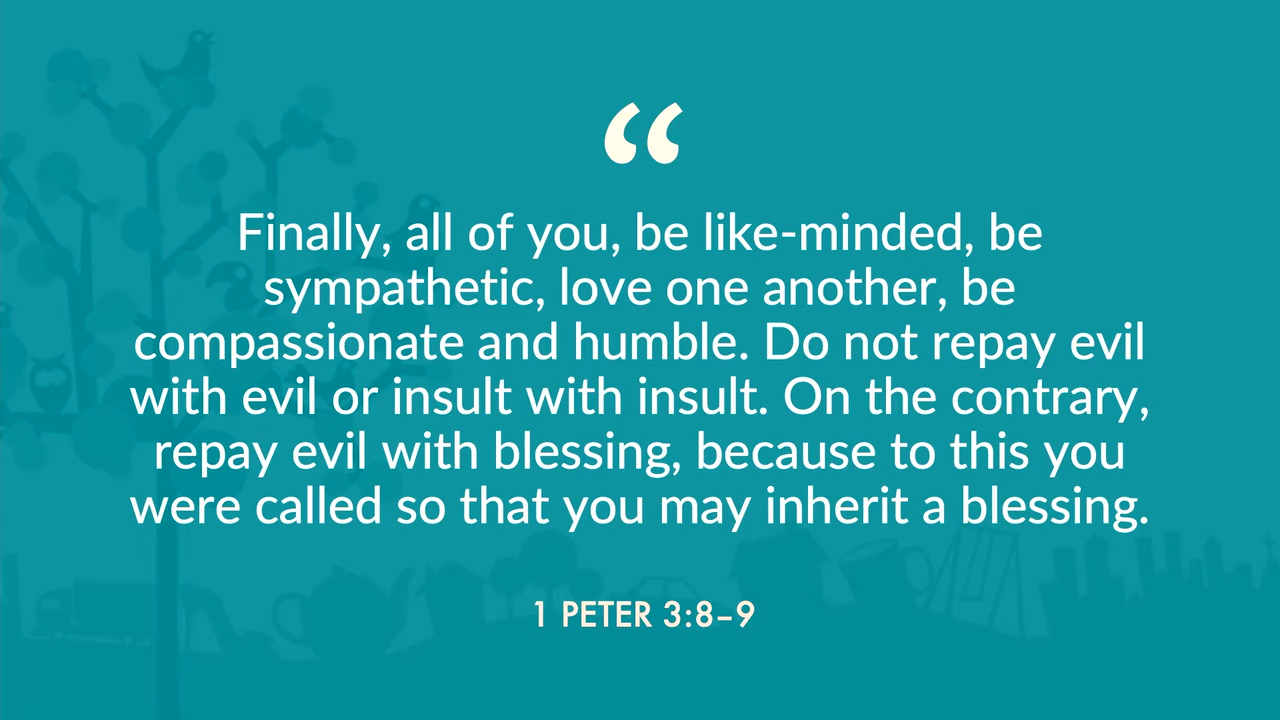 “
Finally, all of you, be like-minded, be
sympathetic, love one another, be
compassionate and humble. Do not repay evil
with evil or insult with insult. On the contrary,
repay evil with blessing, because to this you
were called so that you may inherit a blessing.
1 PETER 3:8–9